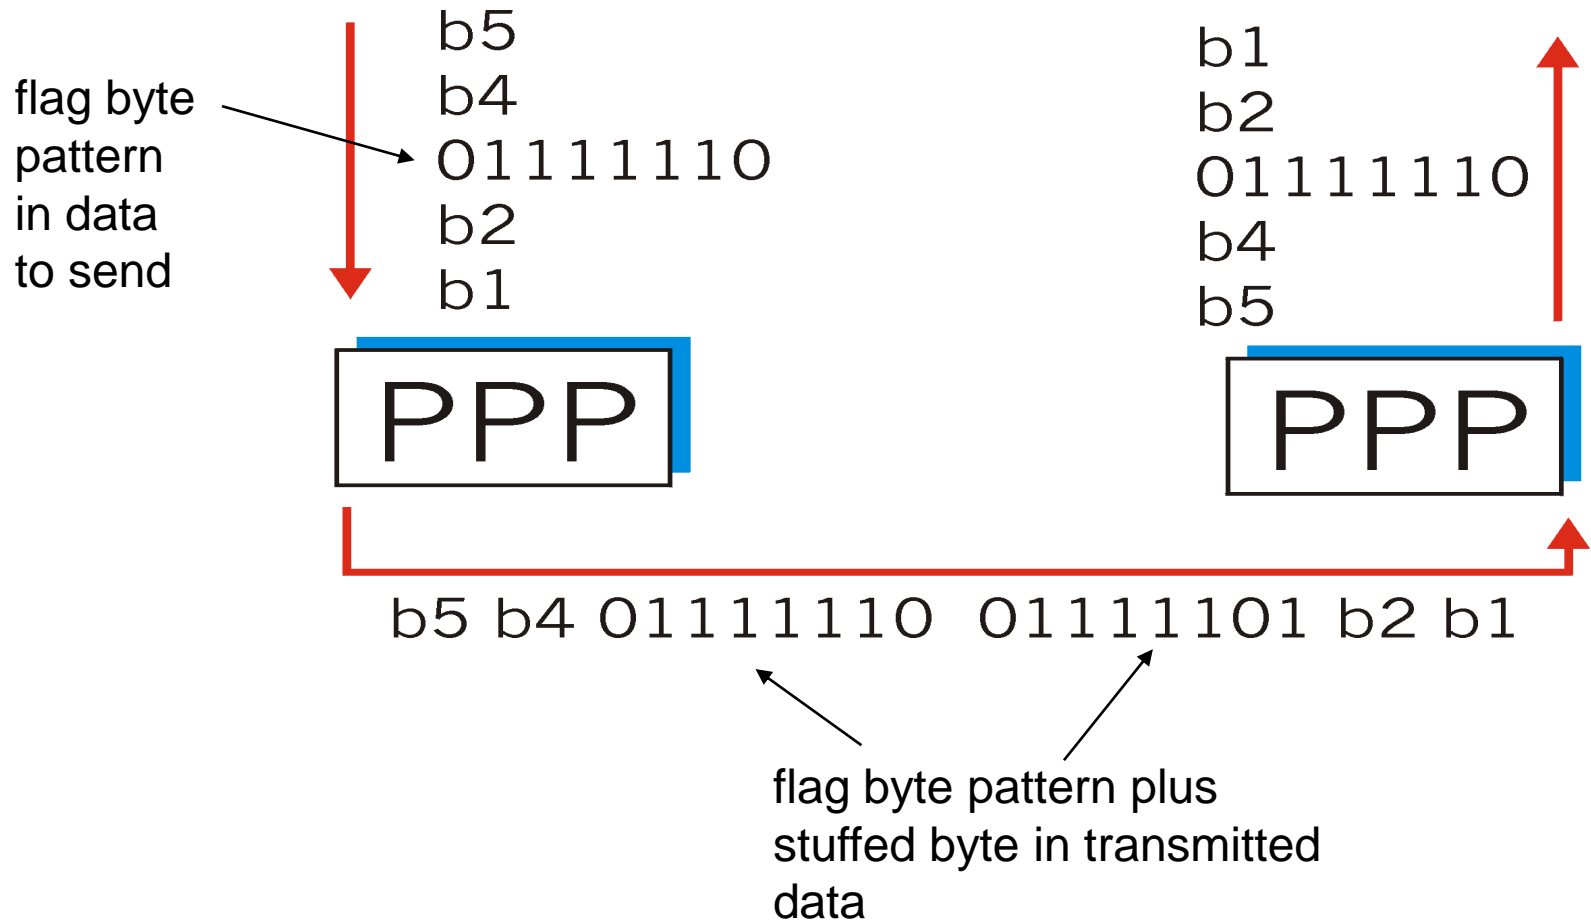 flag byte
pattern
in data
to send
b5
b4
01111110
b2
b1
b1
b2
01111110
b4
b5
PPP
PPP
b5 b4 01111110 01111101 b2 b1
flag byte pattern plus
stuffed byte in transmitted
data